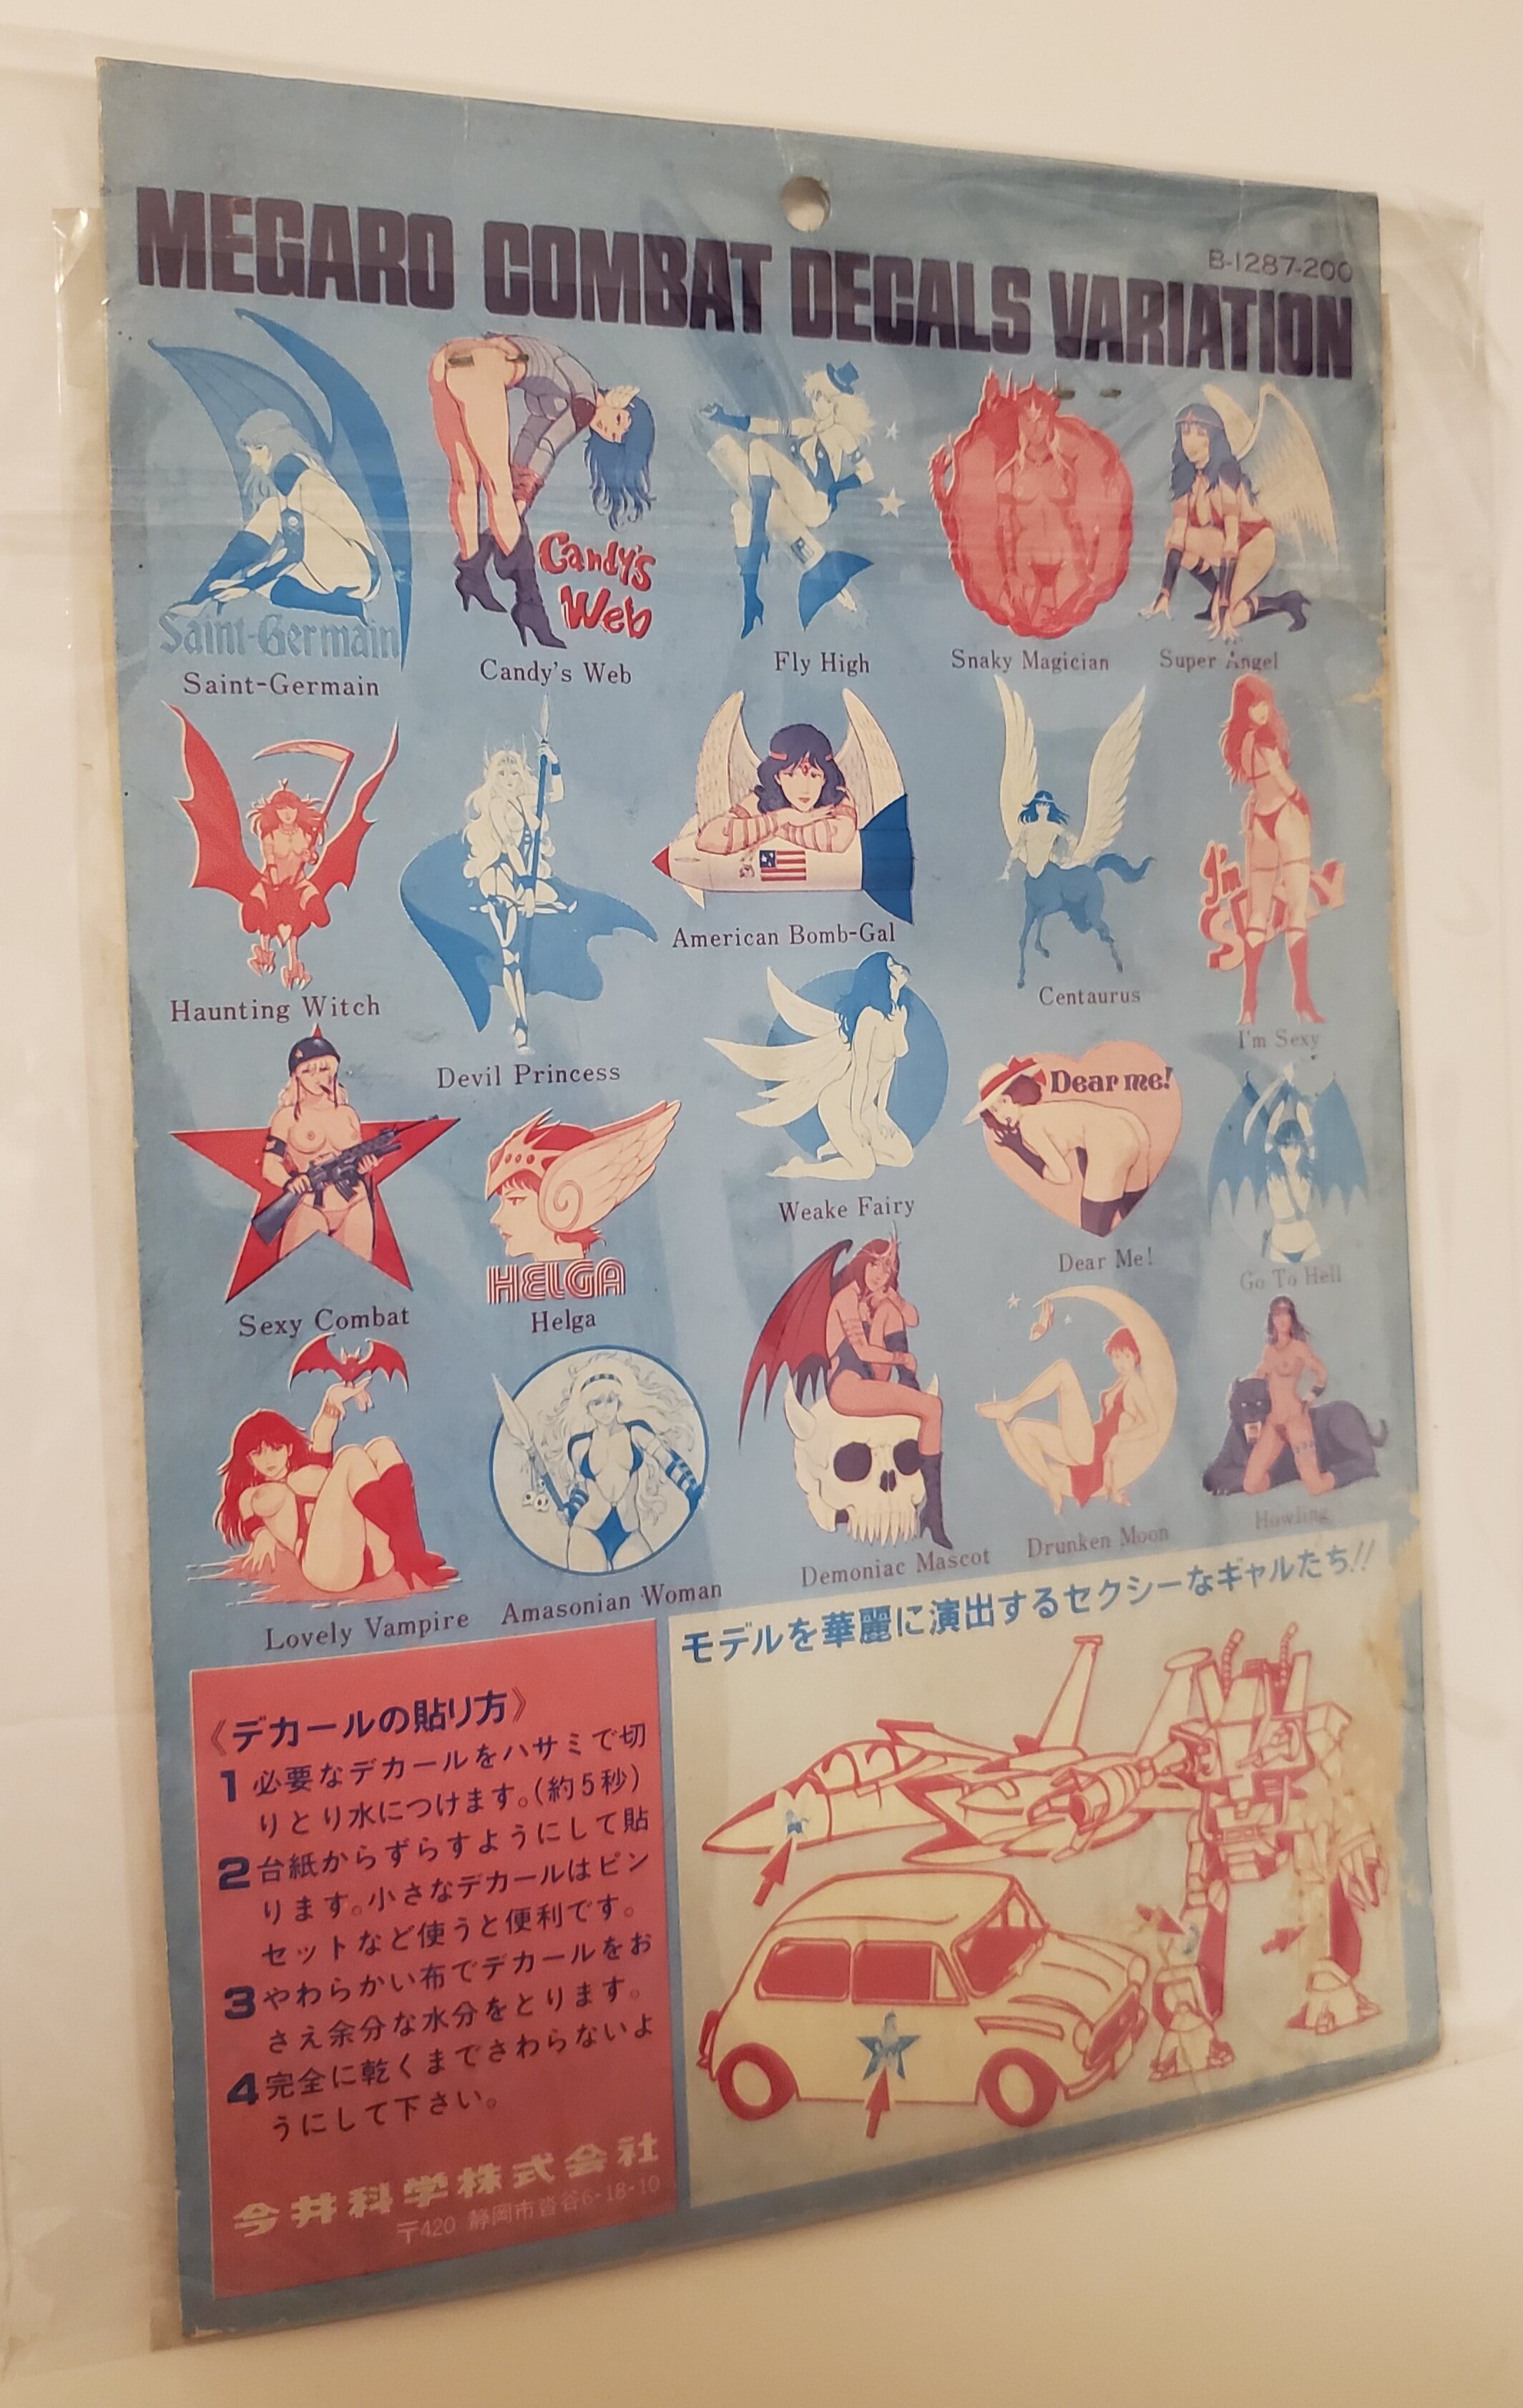 B-1287-200
MEGARO COMBAT DECALS VARIATION
Saint-Germain
Saint-Germain
Candy's
Web
Candy's Web
Fly High
Snaky Magician
Super Angel
Haunting Witch
Devil Princess
American Bomb-Gal
Centaurus
I'm
I'm Sexy
Sexy Combat
HELGA
Helga
Weake Fairy
Dear me!
Dear Me!
Go To Hell
Lovely Vampire
Amasonian Woman
Demoniac Mascot
Drunken Moon
Howling
《デカールの貼り方》
1 必要なデカールをハサミで切
りとり水につけます。(約5秒)
2 台紙からずらすようにして貼
ります。小さなデカールはピン
セットなど使うと便利です。
3 やわらかい布でデカールをお
さえ余分な水分をとります。
4 完全に乾くまでさわらないよ
うにして下さい。
今井科学株式会社
〒420 静岡市沓谷6-18-10
モデルを華麗に演出するセクシーなギャルたち!!